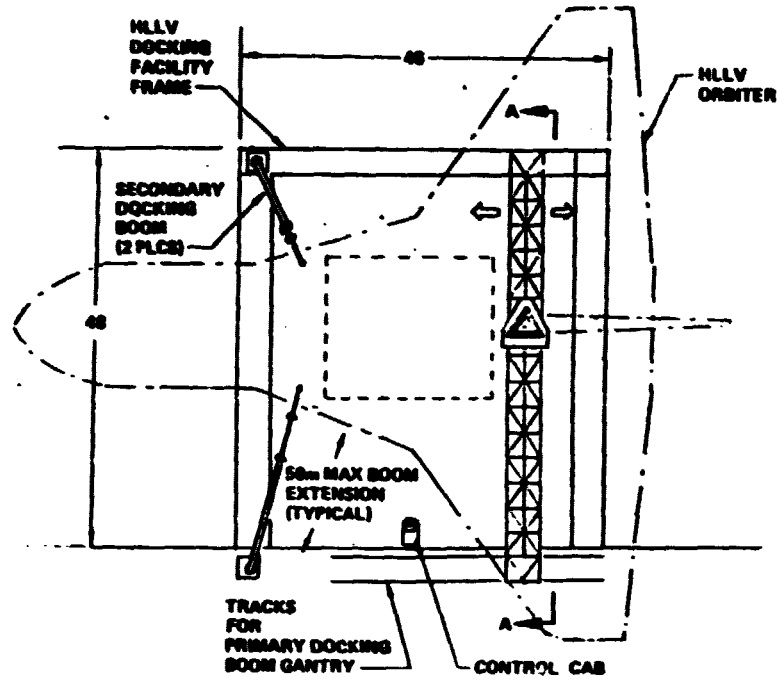 HLLV
DOCKING
FACILITY
FRAME
46
HLLV
ORBITER
A
SECONDARY
DOCKING
BOOM
(2 PLCS)
48
50m MAX BOOM
EXTENSION
(TYPICAL)
A
TRACKS
FOR
PRIMARY DOCKING
BOOM GANTRY
CONTROL CAB